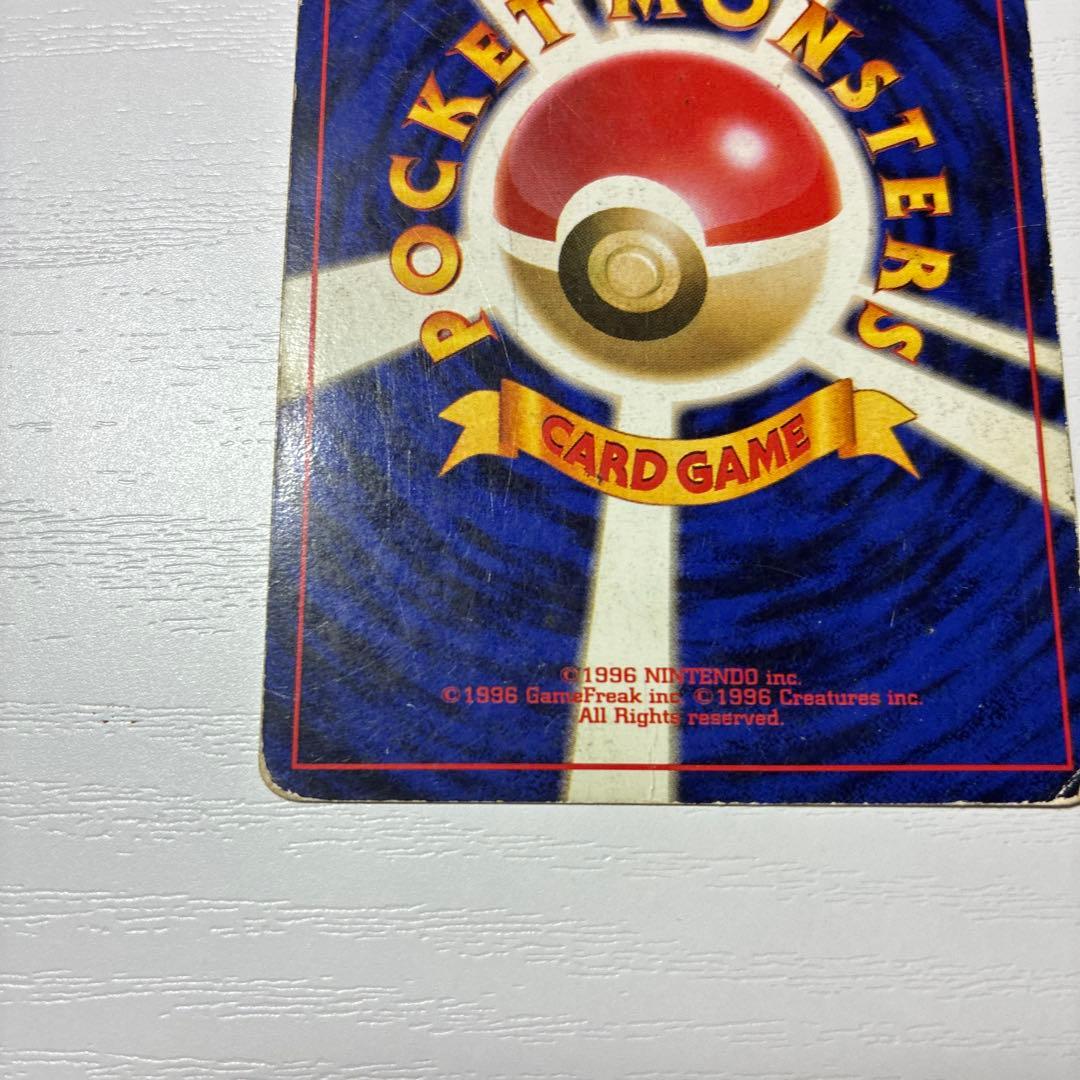 POCKET MONSTERS
CARD GAME
©1996 NINTENDO inc.
©1996 GameFreak inc ©1996 Creatures inc.
All Rights reserved.